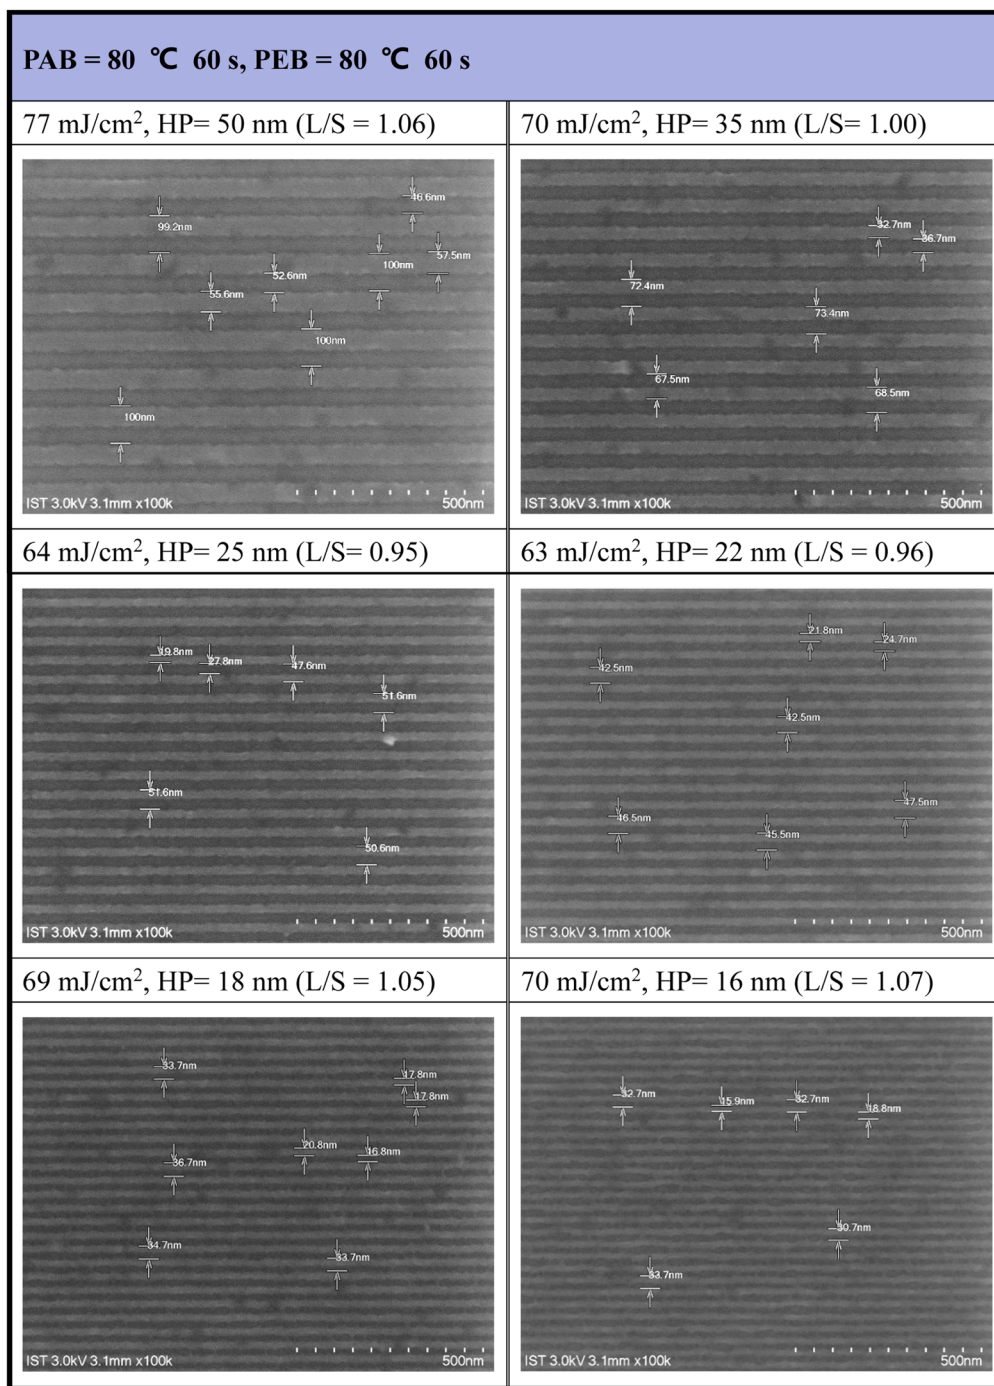 PAB = 80 ℃ 60 s, PEB = 80 ℃ 60 s
77 mJ/cm², HP= 50 nm (L/S = 1.06)
70 mJ/cm², HP= 35 nm (L/S= 1.00)
46.6nm
99.2nm
57.5nm
100nm
52.6nm
55.6nm
100nm
100nm
IST 3.0kV 3.1mm x100k
500nm
32.7nm
36.7nm
72.4nm
73.4nm
67.5nm
68.5nm
IST 3.0kV 3.1mm x100k
500nm
64 mJ/cm², HP= 25 nm (L/S= 0.95)
63 mJ/cm², HP= 22 nm (L/S = 0.96)
19.8nm
27.8nm
47.6nm
51.6nm
51.6nm
50.6nm
IST 3.0kV 3.1mm x100k
500nm
21.8nm
24.7nm
42.5nm
42.5nm
47.5nm
46.5nm
45.5nm
IST 3.0kV 3.1mm x100k
500nm
69 mJ/cm², HP= 18 nm (L/S = 1.05)
70 mJ/cm², HP= 16 nm (L/S = 1.07)
33.7nm
17.8nm
17.8nm
20.8nm
16.8nm
36.7nm
34.7nm
33.7nm
IST 3.0kV 3.1mm x100k
500nm
32.7nm
15.9nm
32.7nm
18.8nm
30.7nm
33.7nm
IST 3.0kV 3.1mm x100k
500nm